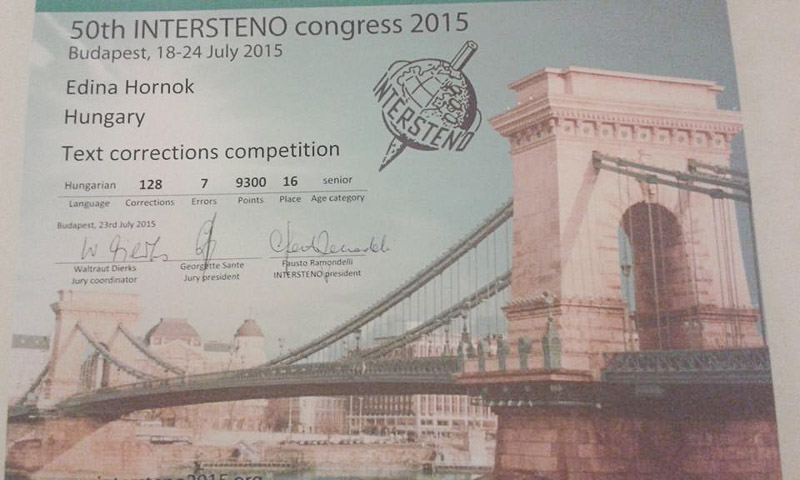 50th INTERSTENO congress 2015
Budapest, 18-24 July 2015
Edina Hornok
Hungary
INTERSTENO
Text corrections competition
Hungarian 128 7 9300 16 senior
Language Corrections Errors Points Place Age category
Budapest, 23rd July 2015
Waltraut Dierks Georgette Sante Fausto Ramondelli
Jury coordinator Jury president INTERSTENO president
intersteno2015.org